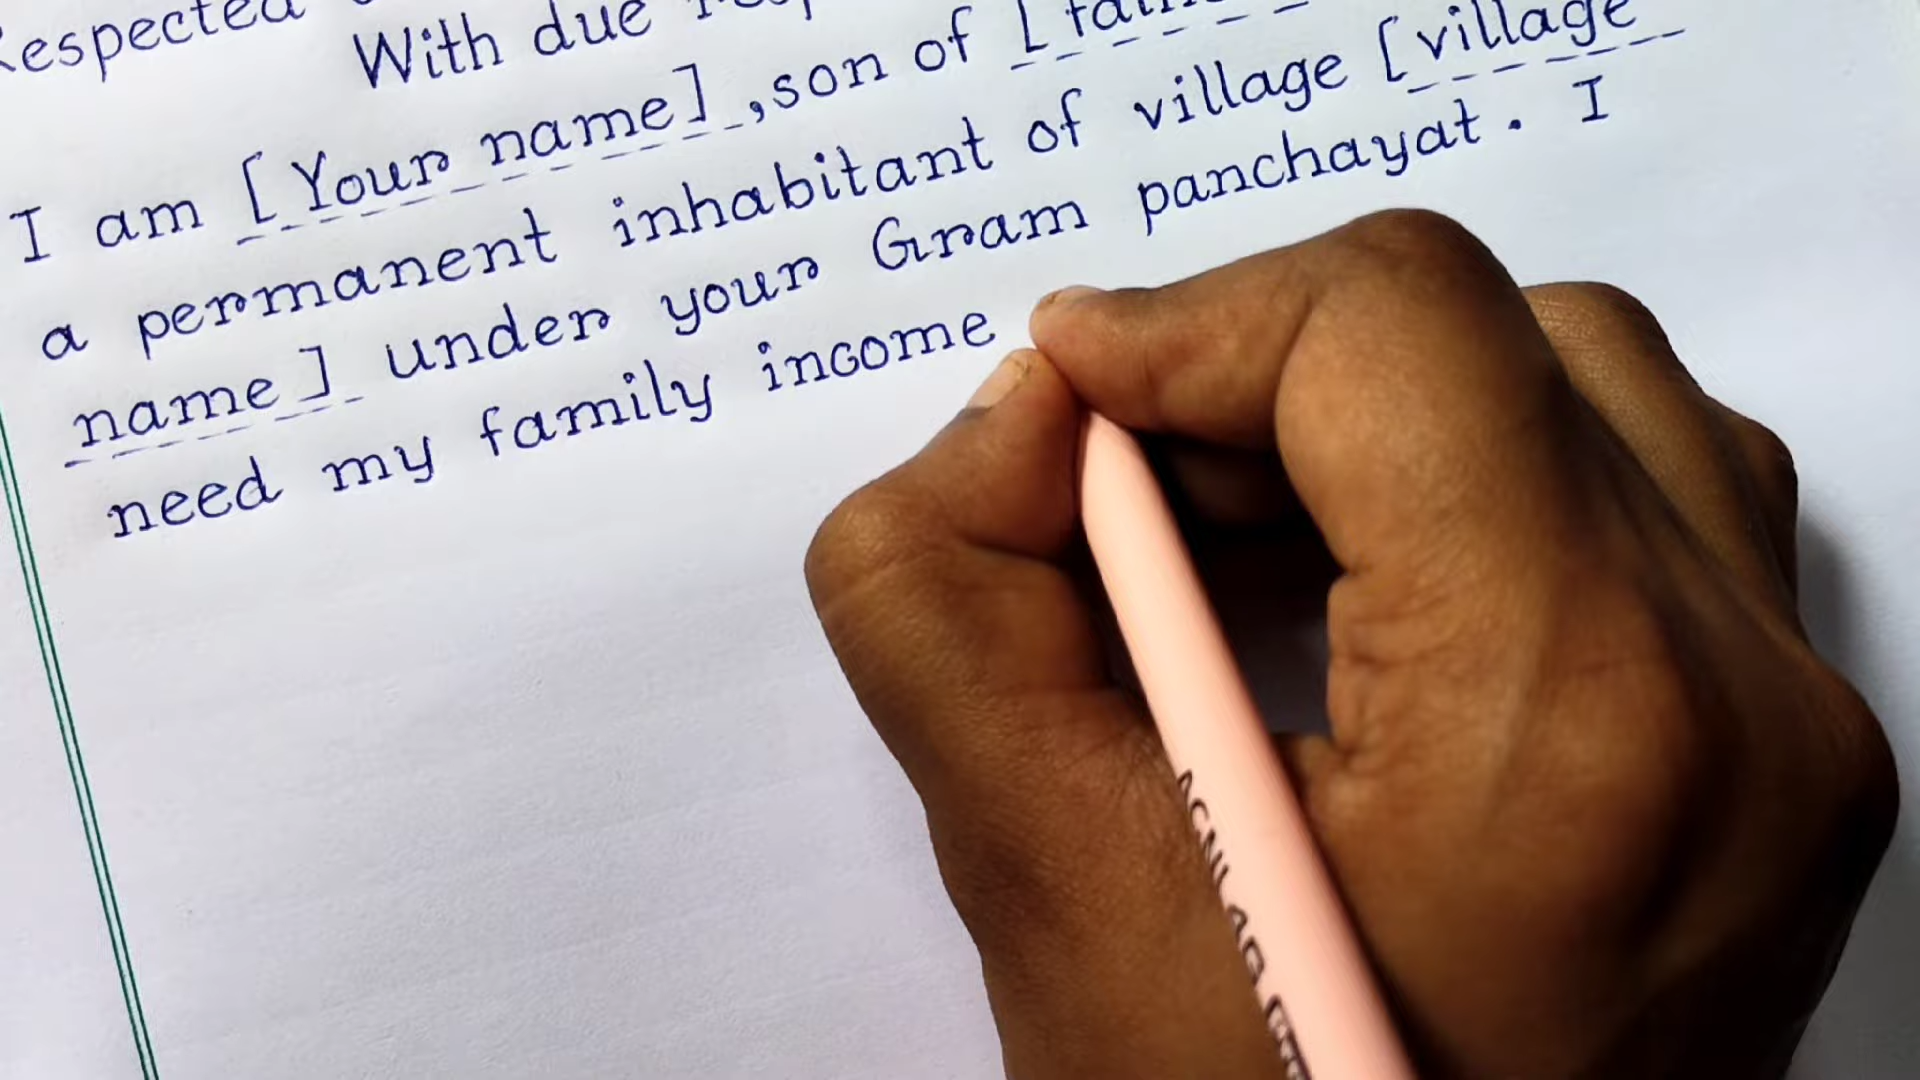 Respected
With due
I am [Your name], son of [
a permanent inhabitant of village [village
name] under your Gram panchayat. I
need my family income